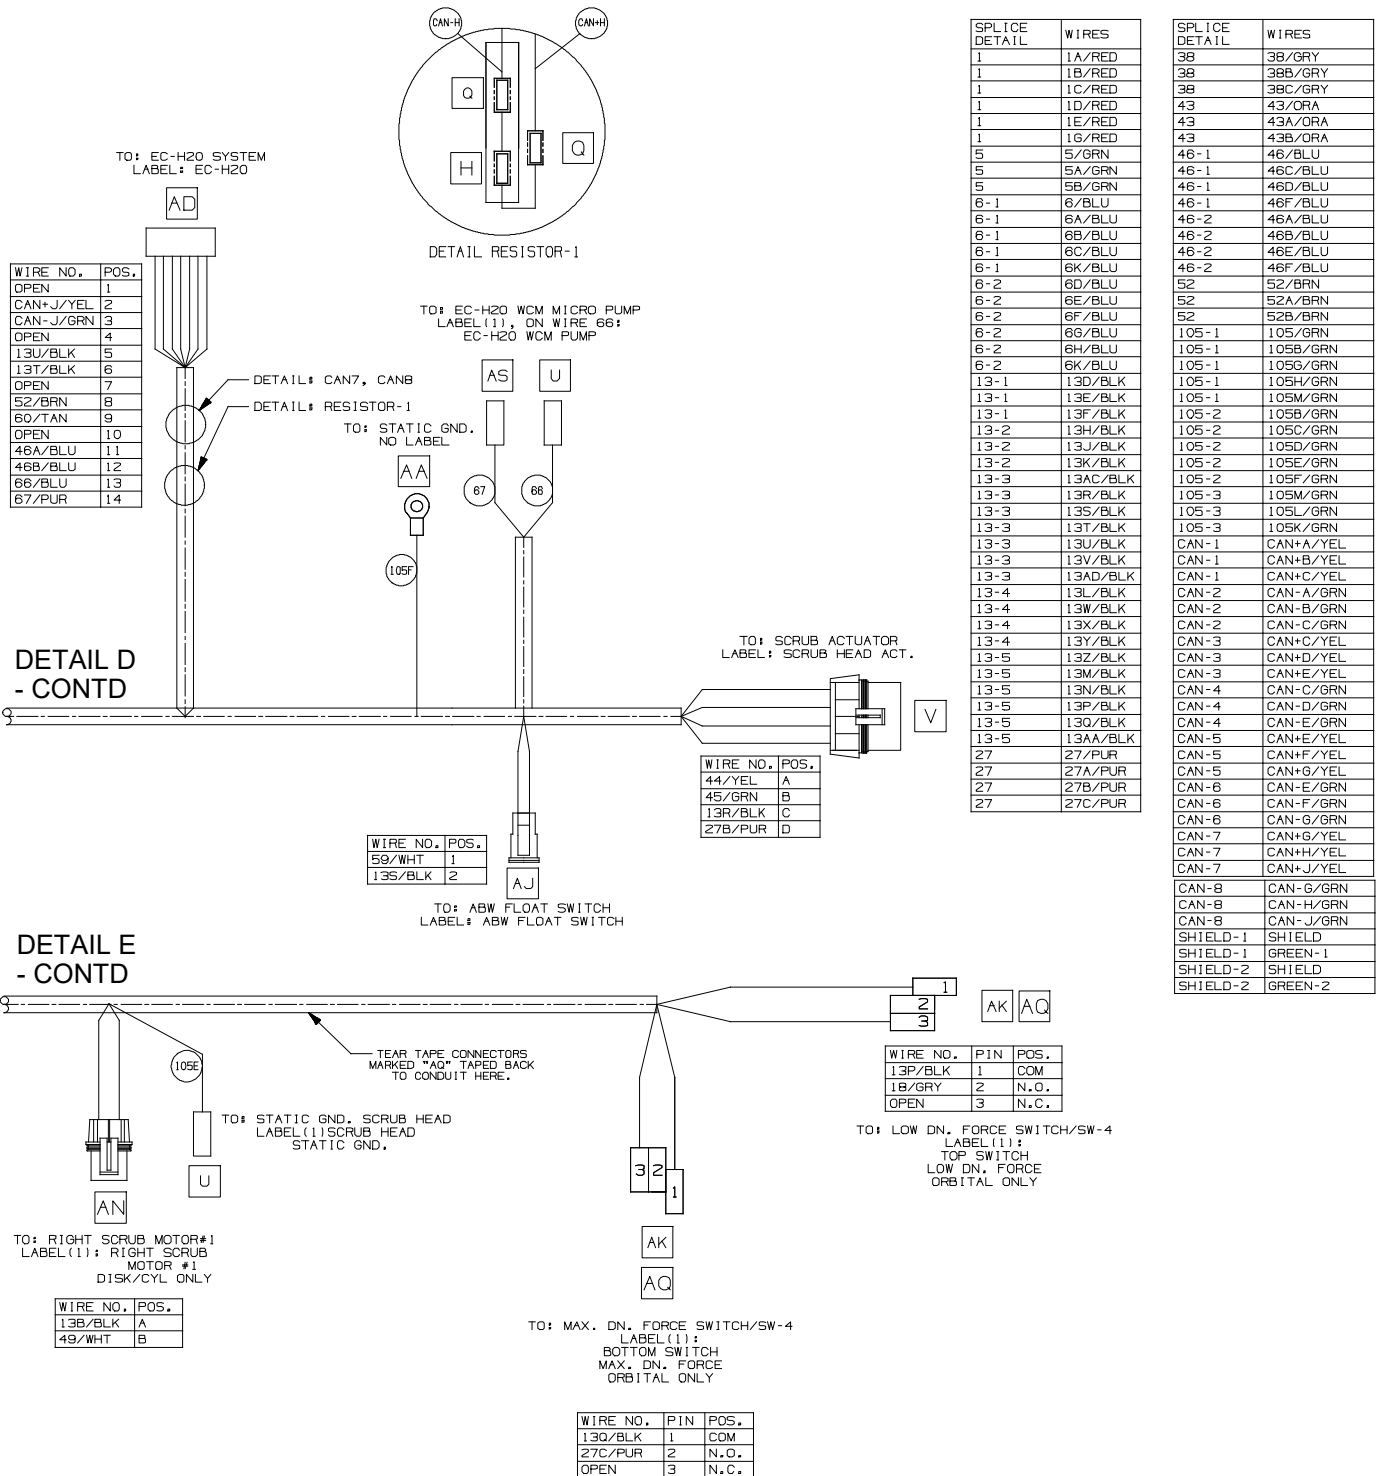 CAN-H
CAN+H
Q
Q
H
DETAIL RESISTOR-1
TO: EC-H2O SYSTEM
LABEL: EC-H2O
AD
WIRE NO. POS.
OPEN 1
CAN+J/YEL 2
CAN-J/GRN 3
OPEN 4
13U/BLK 5
13T/BLK 6
OPEN 7
52/BRN 8
60/TAN 9
OPEN 10
46A/BLU 11
46B/BLU 12
66/BLU 13
67/PUR 14
DETAIL: CAN7, CAN8
DETAIL: RESISTOR-1
TO: STATIC GND.
NO LABEL
AA
105F
TO: EC-H2O WCM MICRO PUMP
LABEL(1), ON WIRE 66:
EC-H2O WCM PUMP
AS
U
67
66
DETAIL D
- CONTD
TO: SCRUB ACTUATOR
LABEL: SCRUB HEAD ACT.
V
WIRE NO. POS.
44/YEL A
45/GRN B
13R/BLK C
27B/PUR D
WIRE NO. POS.
59/WHT 1
13S/BLK 2
AJ
TO: ABW FLOAT SWITCH
LABEL: ABW FLOAT SWITCH
SPLICE DETAIL WIRES
1 1A/RED
1 1B/RED
1 1C/RED
1 1D/RED
1 1E/RED
1 1G/RED
5 5/GRN
5 5A/GRN
5 5B/GRN
6-1 6/BLU
6-1 6A/BLU
6-1 6B/BLU
6-1 6C/BLU
6-1 6K/BLU
6-2 6D/BLU
6-2 6E/BLU
6-2 6F/BLU
6-2 6G/BLU
6-2 6H/BLU
6-2 6K/BLU
13-1 13D/BLK
13-1 13E/BLK
13-1 13F/BLK
13-2 13H/BLK
13-2 13J/BLK
13-2 13K/BLK
13-3 13AC/BLK
13-3 13R/BLK
13-3 13S/BLK
13-3 13T/BLK
13-3 13U/BLK
13-3 13V/BLK
13-3 13AD/BLK
13-4 13L/BLK
13-4 13W/BLK
13-4 13X/BLK
13-4 13Y/BLK
13-5 13Z/BLK
13-5 13M/BLK
13-5 13N/BLK
13-5 13P/BLK
13-5 13Q/BLK
13-5 13AA/BLK
27 27/PUR
27 27A/PUR
27 27B/PUR
27 27C/PUR
SPLICE DETAIL WIRES
38 38/GRY
38 38B/GRY
38 38C/GRY
43 43/ORA
43 43A/ORA
43 43B/ORA
46-1 46/BLU
46-1 46C/BLU
46-1 46D/BLU
46-1 46F/BLU
46-2 46A/BLU
46-2 46B/BLU
46-2 46E/BLU
46-2 46F/BLU
52 52/BRN
52 52A/BRN
52 52B/BRN
105-1 105/GRN
105-1 105B/GRN
105-1 105G/GRN
105-1 105H/GRN
105-1 105M/GRN
105-2 105B/GRN
105-2 105C/GRN
105-2 105D/GRN
105-2 105E/GRN
105-2 105F/GRN
105-3 105M/GRN
105-3 105L/GRN
105-3 105K/GRN
CAN-1 CAN+A/YEL
CAN-1 CAN+B/YEL
CAN-1 CAN+C/YEL
CAN-2 CAN-A/GRN
CAN-2 CAN-B/GRN
CAN-2 CAN-C/GRN
CAN-3 CAN+C/YEL
CAN-3 CAN+D/YEL
CAN-3 CAN+E/YEL
CAN-4 CAN-C/GRN
CAN-4 CAN-D/GRN
CAN-4 CAN-E/GRN
CAN-5 CAN+E/YEL
CAN-5 CAN+F/YEL
CAN-5 CAN+G/YEL
CAN-6 CAN-E/GRN
CAN-6 CAN-F/GRN
CAN-6 CAN-G/GRN
CAN-7 CAN+G/YEL
CAN-7 CAN+H/YEL
CAN-7 CAN+J/YEL
CAN-8 CAN-G/GRN
CAN-8 CAN-H/GRN
CAN-8 CAN-J/GRN
SHIELD-1 SHIELD
SHIELD-1 GREEN-1
SHIELD-2 SHIELD
SHIELD-2 GREEN-2
DETAIL E
- CONTD
TEAR TAPE CONNECTORS
MARKED "AQ" TAPED BACK
TO CONDUIT HERE.
105E
TO: STATIC GND. SCRUB HEAD
LABEL(1)SCRUB HEAD
STATIC GND.
U
AN
TO: RIGHT SCRUB MOTOR#1
LABEL(1): RIGHT SCRUB
MOTOR #1
DISK/CYL ONLY
WIRE NO. POS.
13B/BLK A
49/WHT B
1
2
3
AK AQ
WIRE NO. PIN POS.
13P/BLK 1 COM
18/GRY 2 N.O.
OPEN 3 N.C.
TO: LOW DN. FORCE SWITCH/SW-4
LABEL(1):
TOP SWITCH
LOW DN. FORCE
ORBITAL ONLY
3 2
1
AK
AQ
TO: MAX. DN. FORCE SWITCH/SW-4
LABEL(1):
BOTTOM SWITCH
MAX. DN. FORCE
ORBITAL ONLY
WIRE NO. PIN POS.
13Q/BLK 1 COM
27C/PUR 2 N.O.
OPEN 3 N.C.